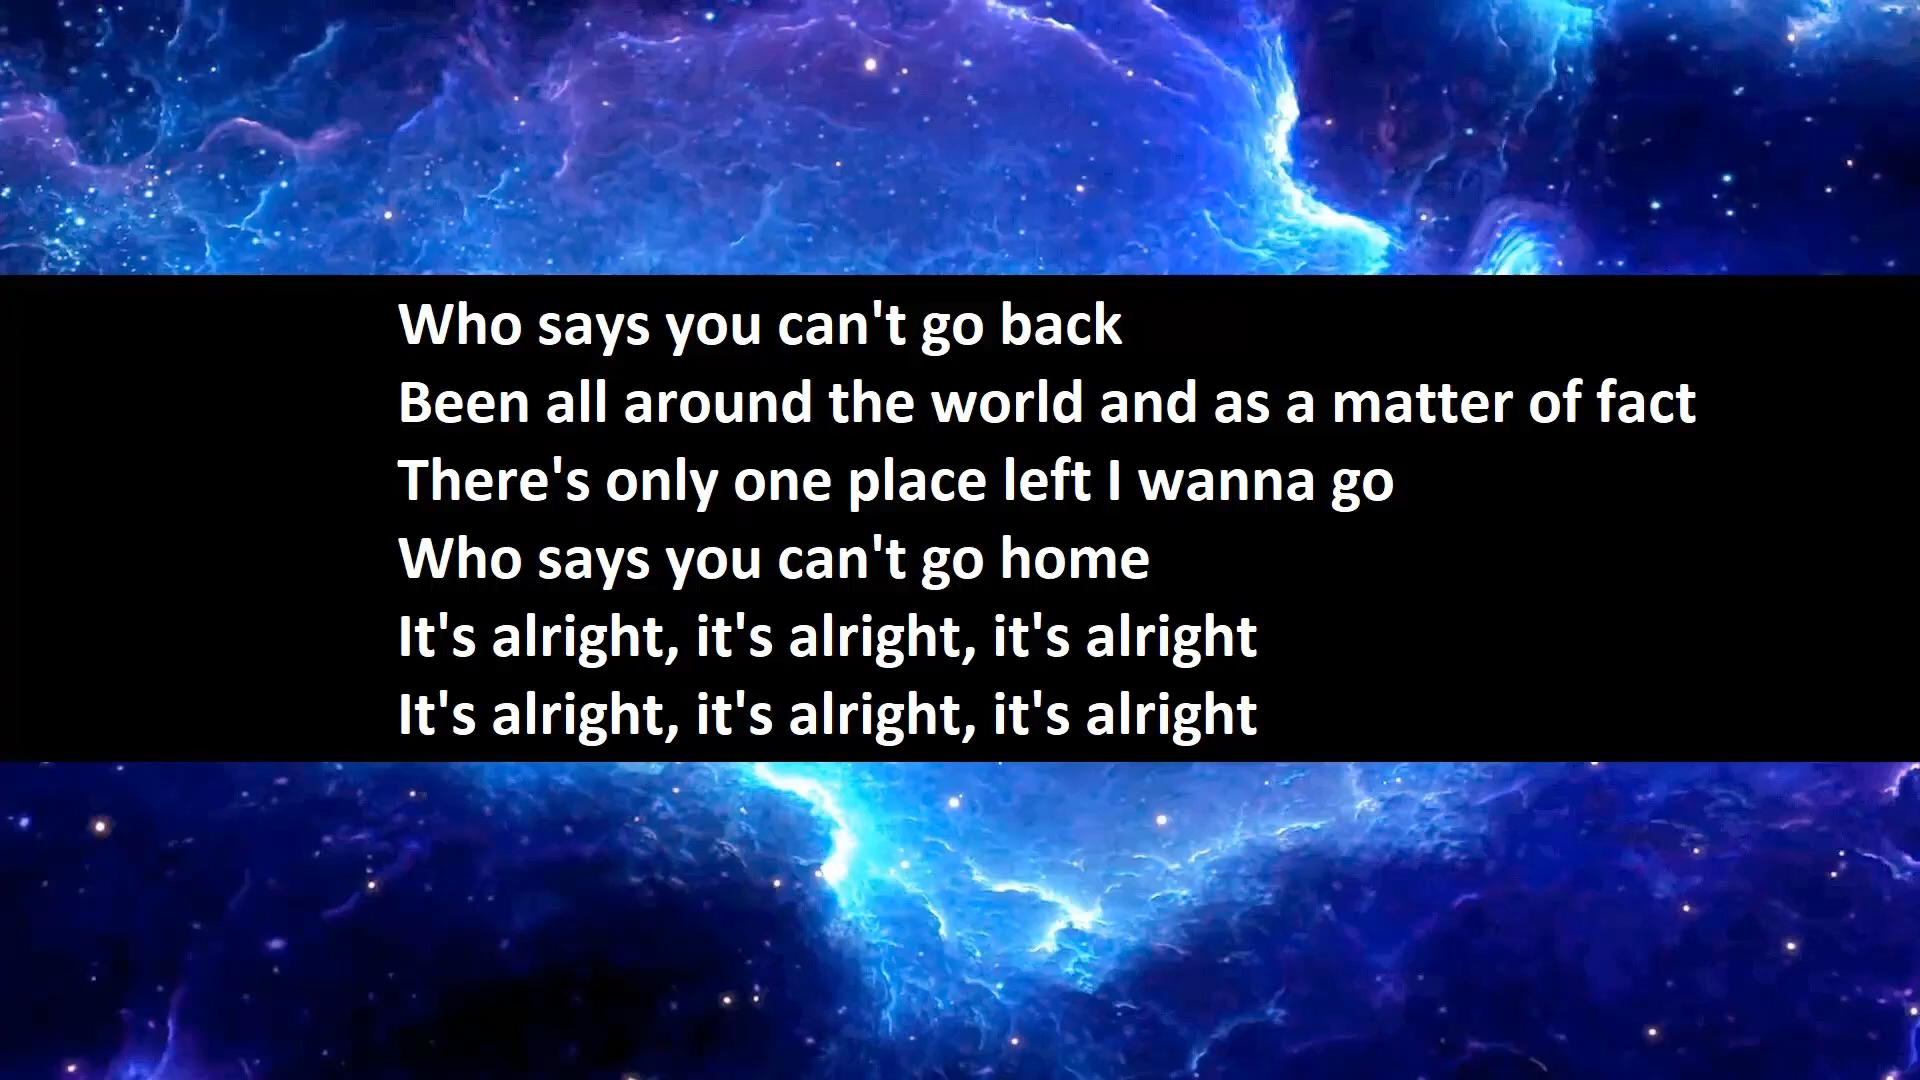 Who says you can't go back
Been all around the world and as a matter of fact
There's only one place left I wanna go
Who says you can't go home
It's alright, it's alright, it's alright
It's alright, it's alright, it's alright